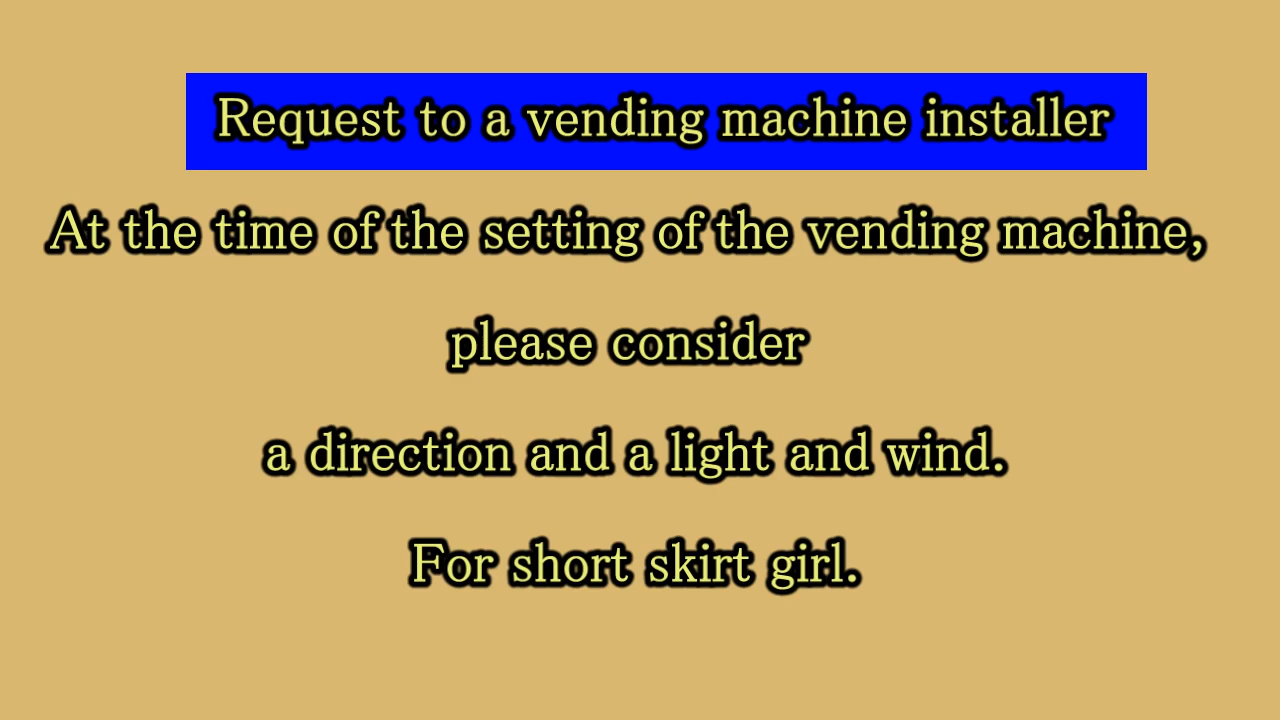 Request to a vending machine installer
At the time of the setting of the vending machine,
please consider
a direction and a light and wind.
For short skirt girl.